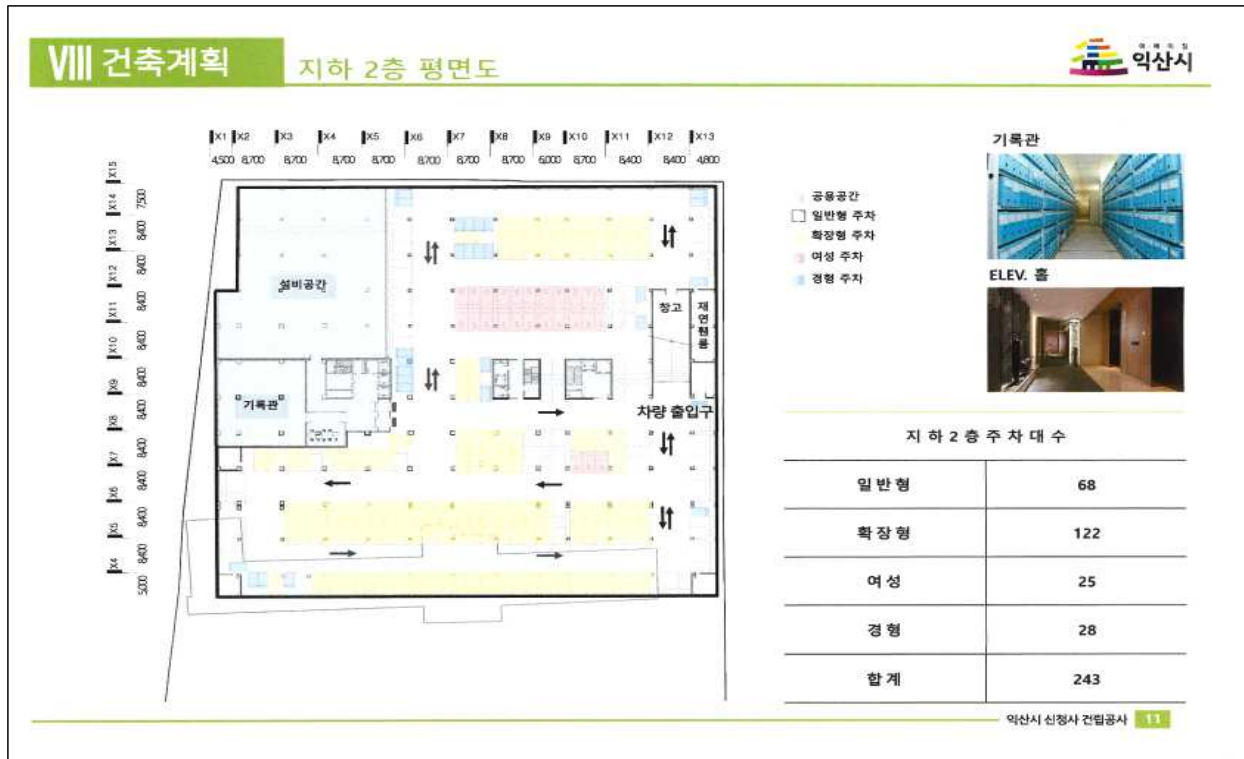 VIII 건축계획
지하 2층 평면도
익산시
X1 X2 X3 X4 X5 X6 X7 X8 X9 X10 X11 X12 X13
4,500 8,700 8,700 8,700 8,700 8,700 8,700 8,700 6,000 8,700 8,400 8,400 4,800
X15
X14
X13
X12
X11
X10
X9
X8
X7
X6
X5
X4
7,500
8,400
8,400
8,400
8,400
8,400
8,400
8,400
8,400
8,400
8,400
5,000
설비공간
기록관
창고
재연휀룸
차량 출입구
공용공간
일반형 주차
확장형 주차
여성 주차
경형 주차
기록관
ELEV. 홀
지하2층주차대수
일반형 68
확장형 122
여성 25
경형 28
합계 243
익산시 신청사 건립공사 11